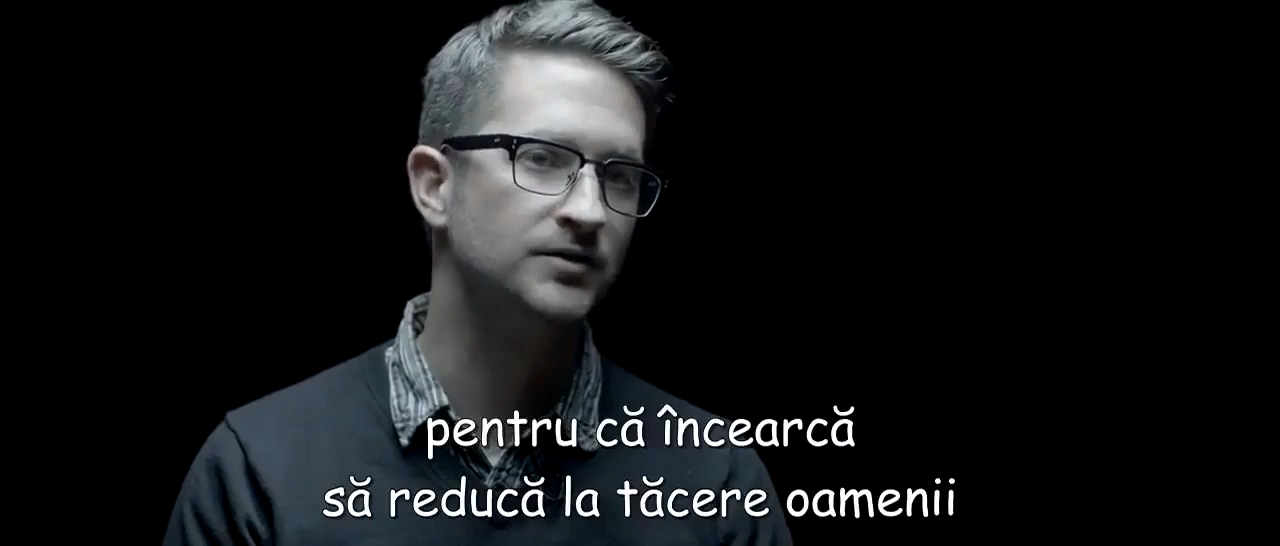 pentru că încearcă
să reducă la tăcere oamenii